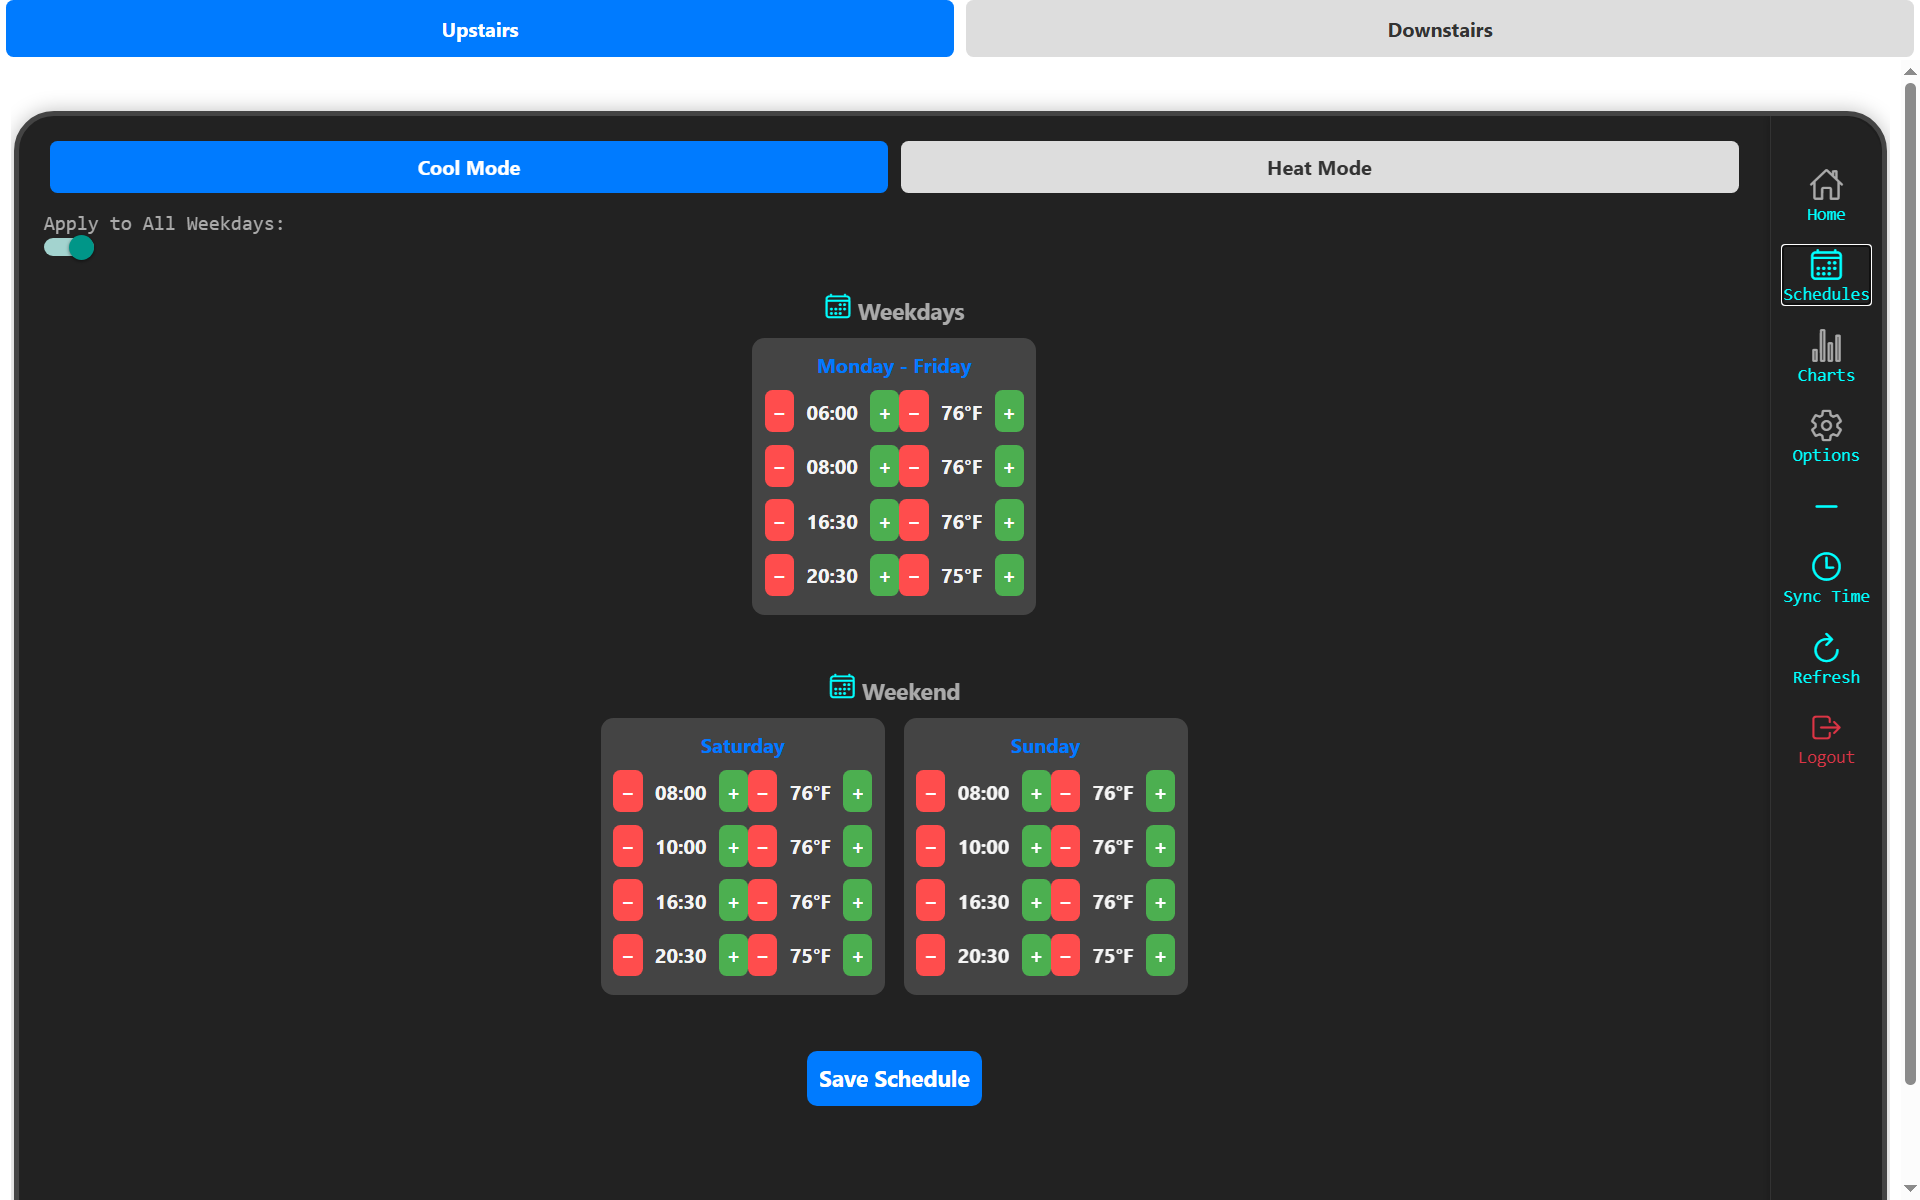 Upstairs
Downstairs
Cool Mode
Heat Mode
Apply to All Weekdays:
Weekdays
Monday - Friday
− 06:00 + − 76°F +
− 08:00 + − 76°F +
− 16:30 + − 76°F +
− 20:30 + − 75°F +
Weekend
Saturday
− 08:00 + − 76°F +
− 10:00 + − 76°F +
− 16:30 + − 76°F +
− 20:30 + − 75°F +
Sunday
− 08:00 + − 76°F +
− 10:00 + − 76°F +
− 16:30 + − 76°F +
− 20:30 + − 75°F +
Save Schedule
Home
Schedules
Charts
Options
Sync Time
Refresh
Logout